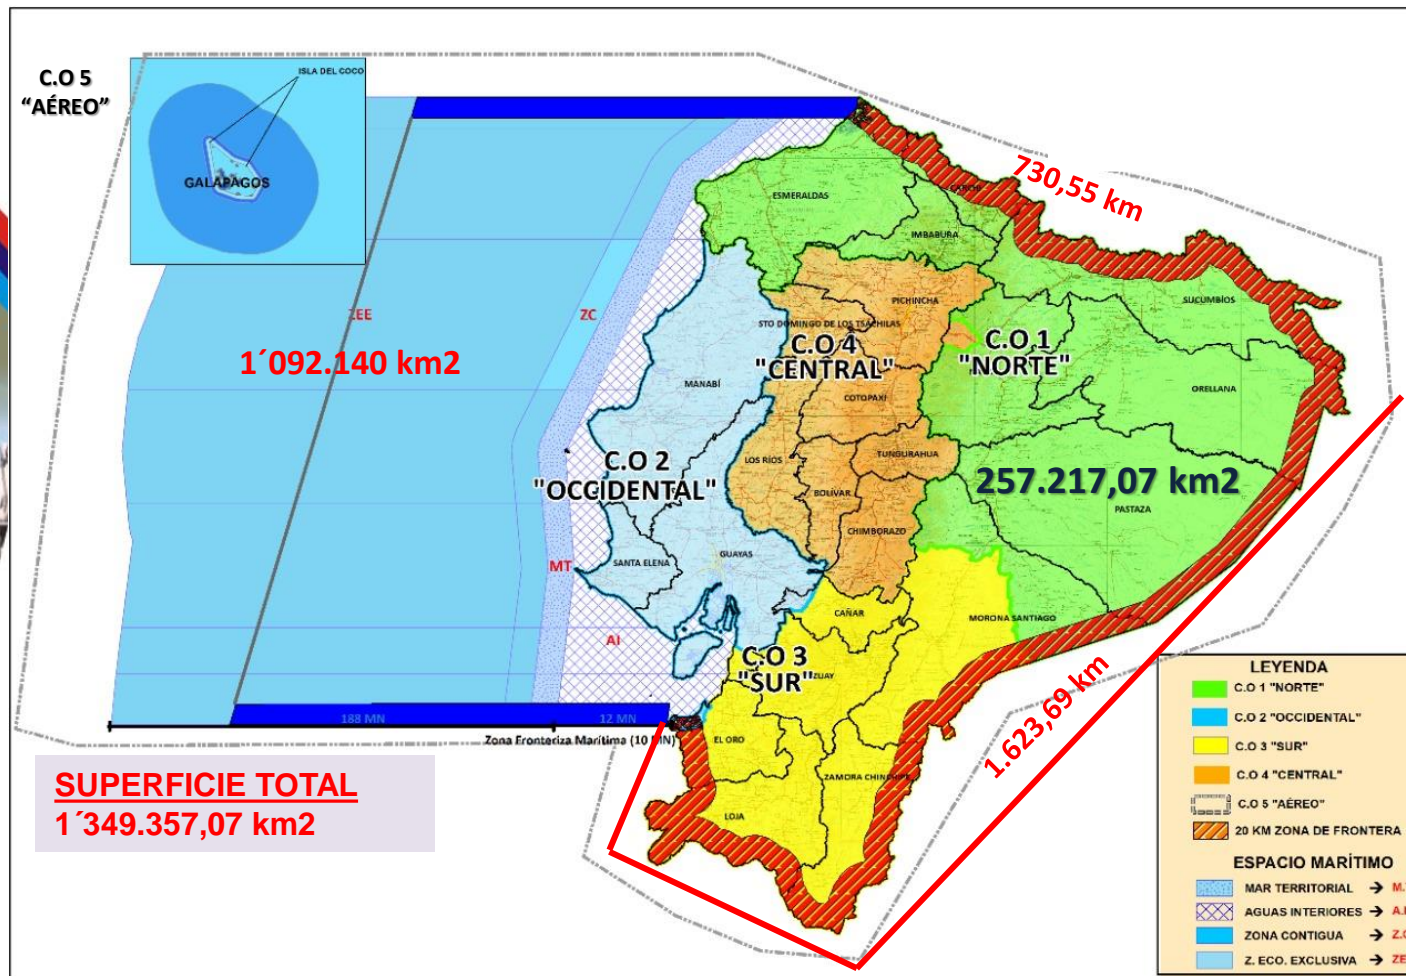 C.O 5
“AÉREO”
ISLA DEL COCO
GALAPAGOS
730,55 km
ESMERALDAS
CARCHI
IMBABURA
SUCUMBÍOS
PICHINCHA
ZEE
ZC
STO DOMINGO DE LOS TSÁCHILAS
C.O 4
"CENTRAL"
C.O 1
"NORTE"
1´092.140 km2
MANABÍ
COTOPAXI
ORELLANA
LOS RÍOS
TUNGURAHUA
C.O 2
"OCCIDENTAL"
257.217,07 km2
BOLÍVAR
PASTAZA
CHIMBORAZO
GUAYAS
SANTA ELENA
MT
CAÑAR
MORONA SANTIAGO
AI
C.O 3
"SUR"
ZUAY
1.623,69 km
188 MN
12 MN
Zona Fronteriza Marítima (10 MN)
EL ORO
ZAMORA CHINCHIPE
LOJA
SUPERFICIE TOTAL
1´349.357,07 km2
LEYENDA
C.O 1 "NORTE"
C.O 2 "OCCIDENTAL"
C.O 3 "SUR"
C.O 4 "CENTRAL"
C.O 5 "AÉREO"
20 KM ZONA DE FRONTERA
ESPACIO MARÍTIMO
MAR TERRITORIAL → M.
AGUAS INTERIORES → A.
ZONA CONTIGUA → Z.
Z. ECO. EXCLUSIVA → ZE